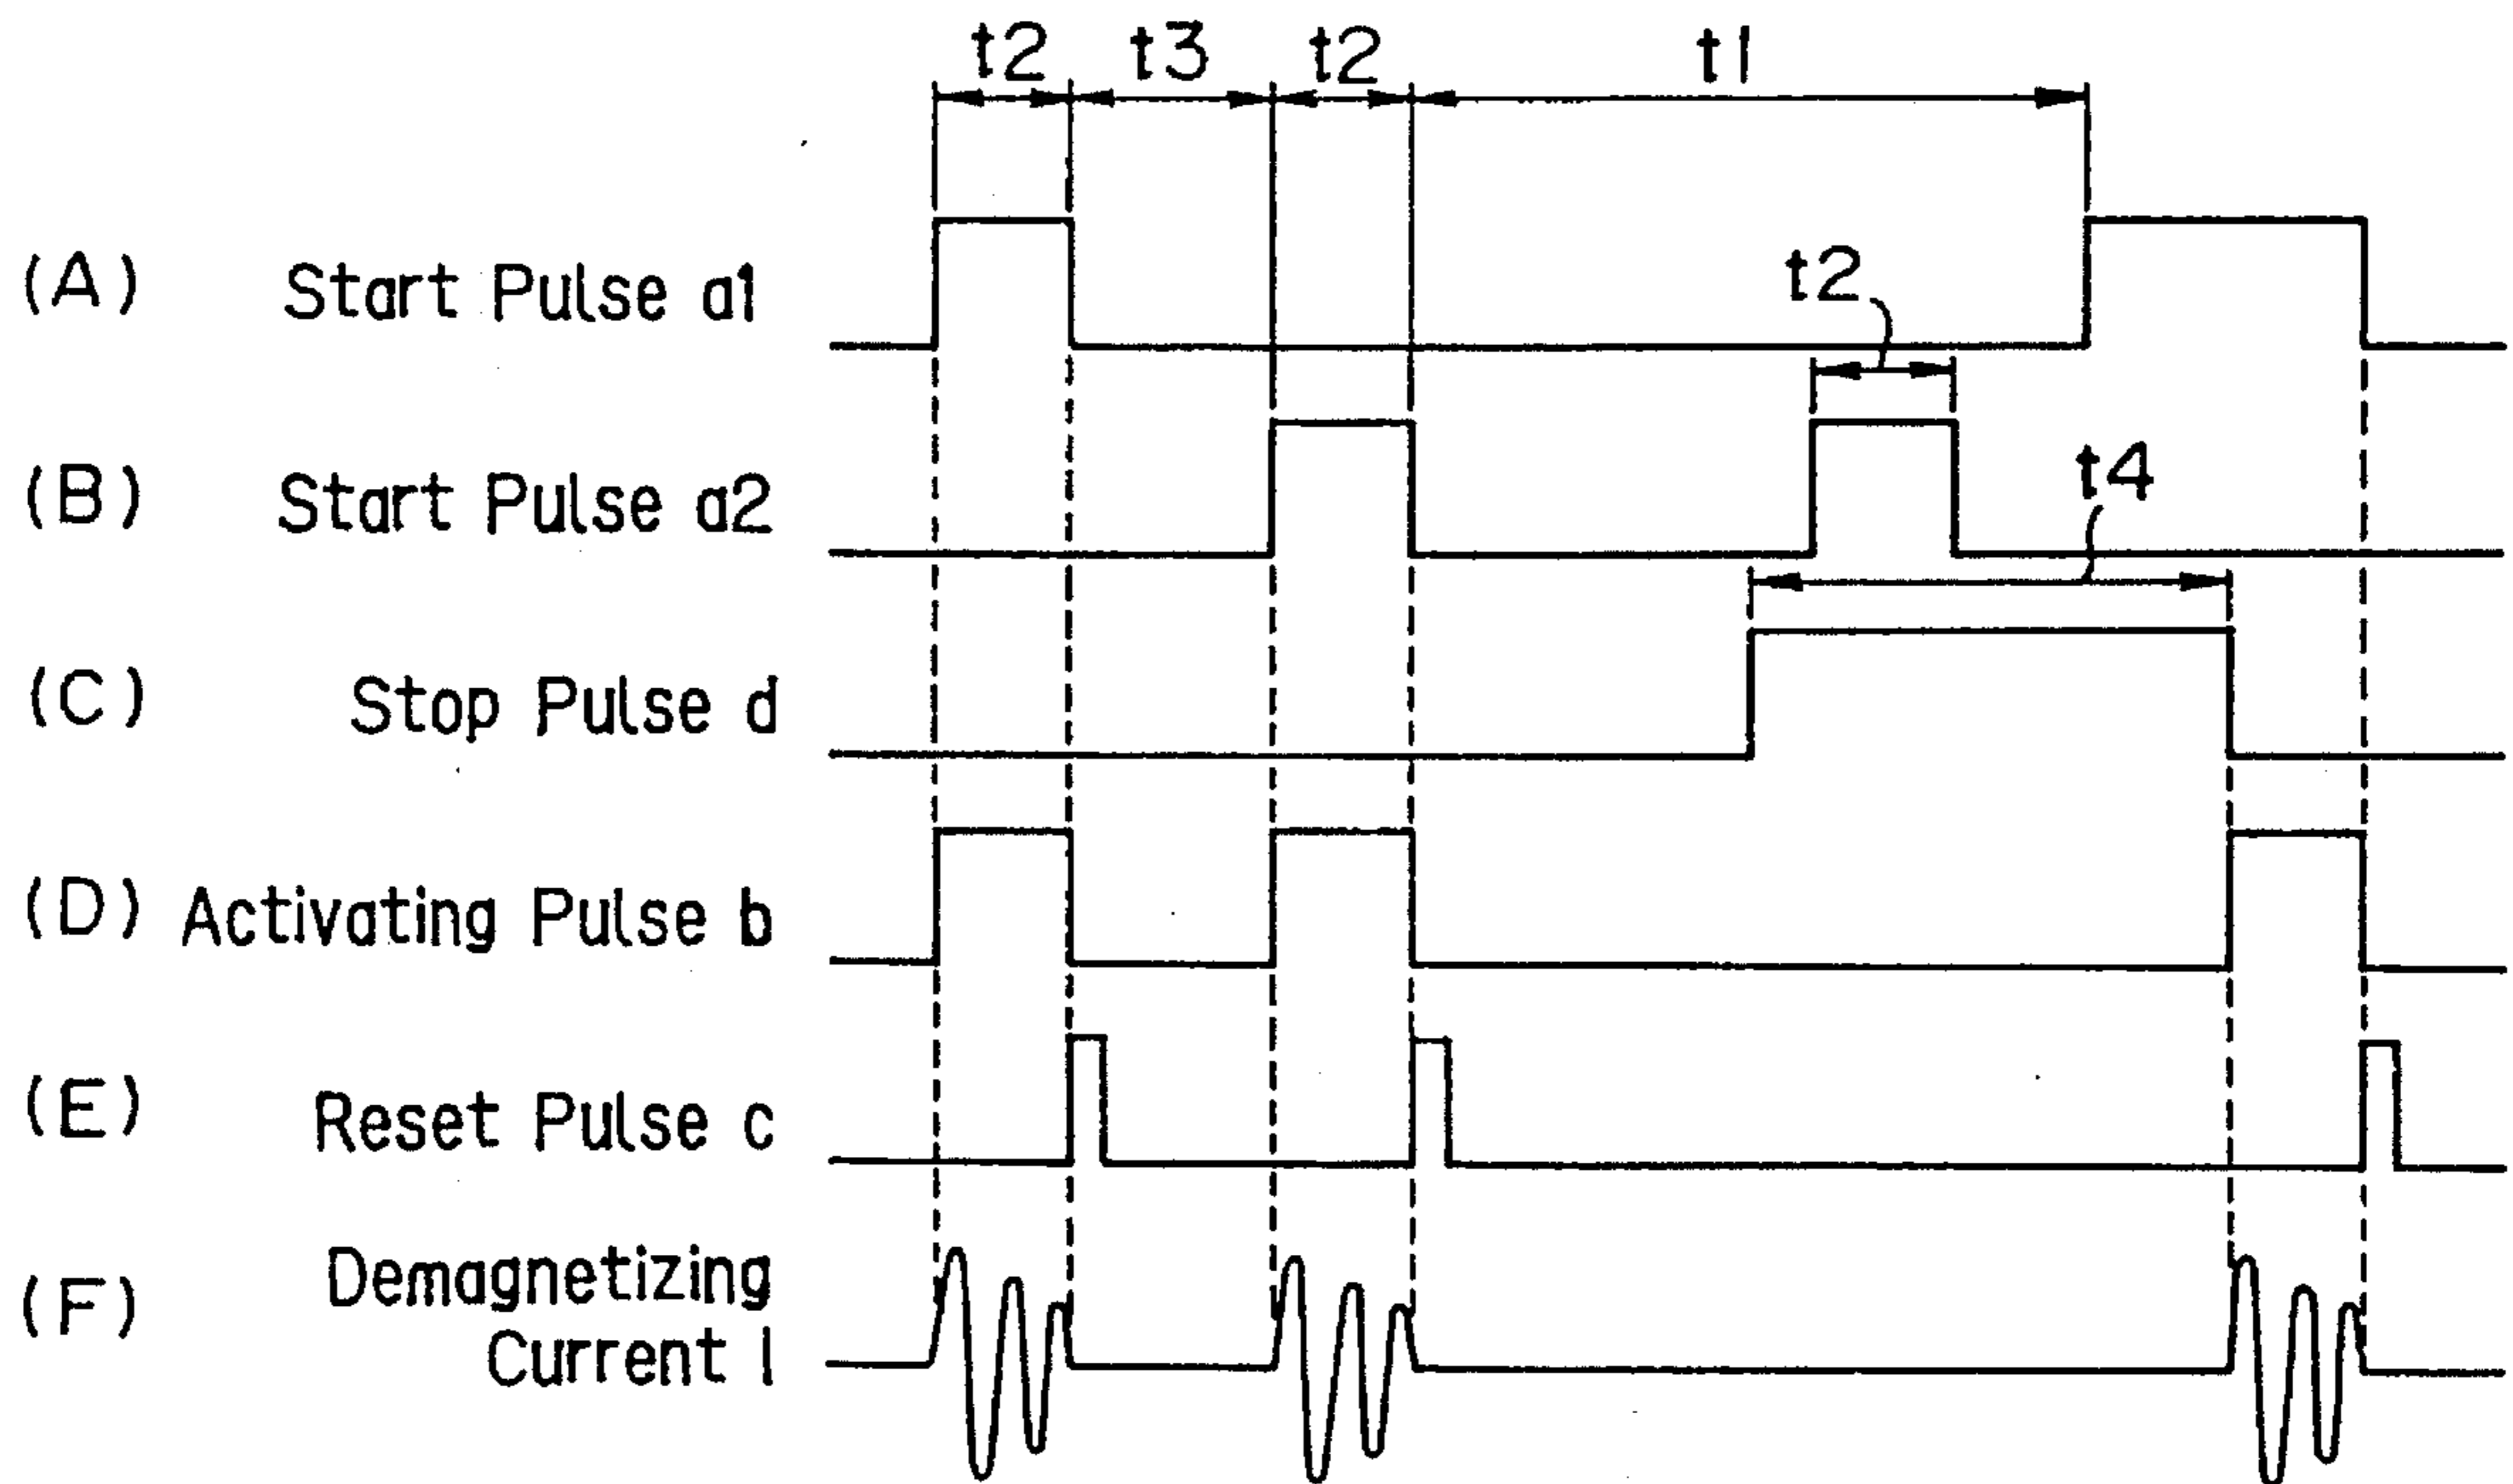 t2 t3 t2 t1
(A) Start Pulse a1
t2
(B) Start Pulse a2
t4
(C) Stop Pulse d
(D) Activating Pulse b
(E) Reset Pulse c
(F) Demagnetizing
Current I